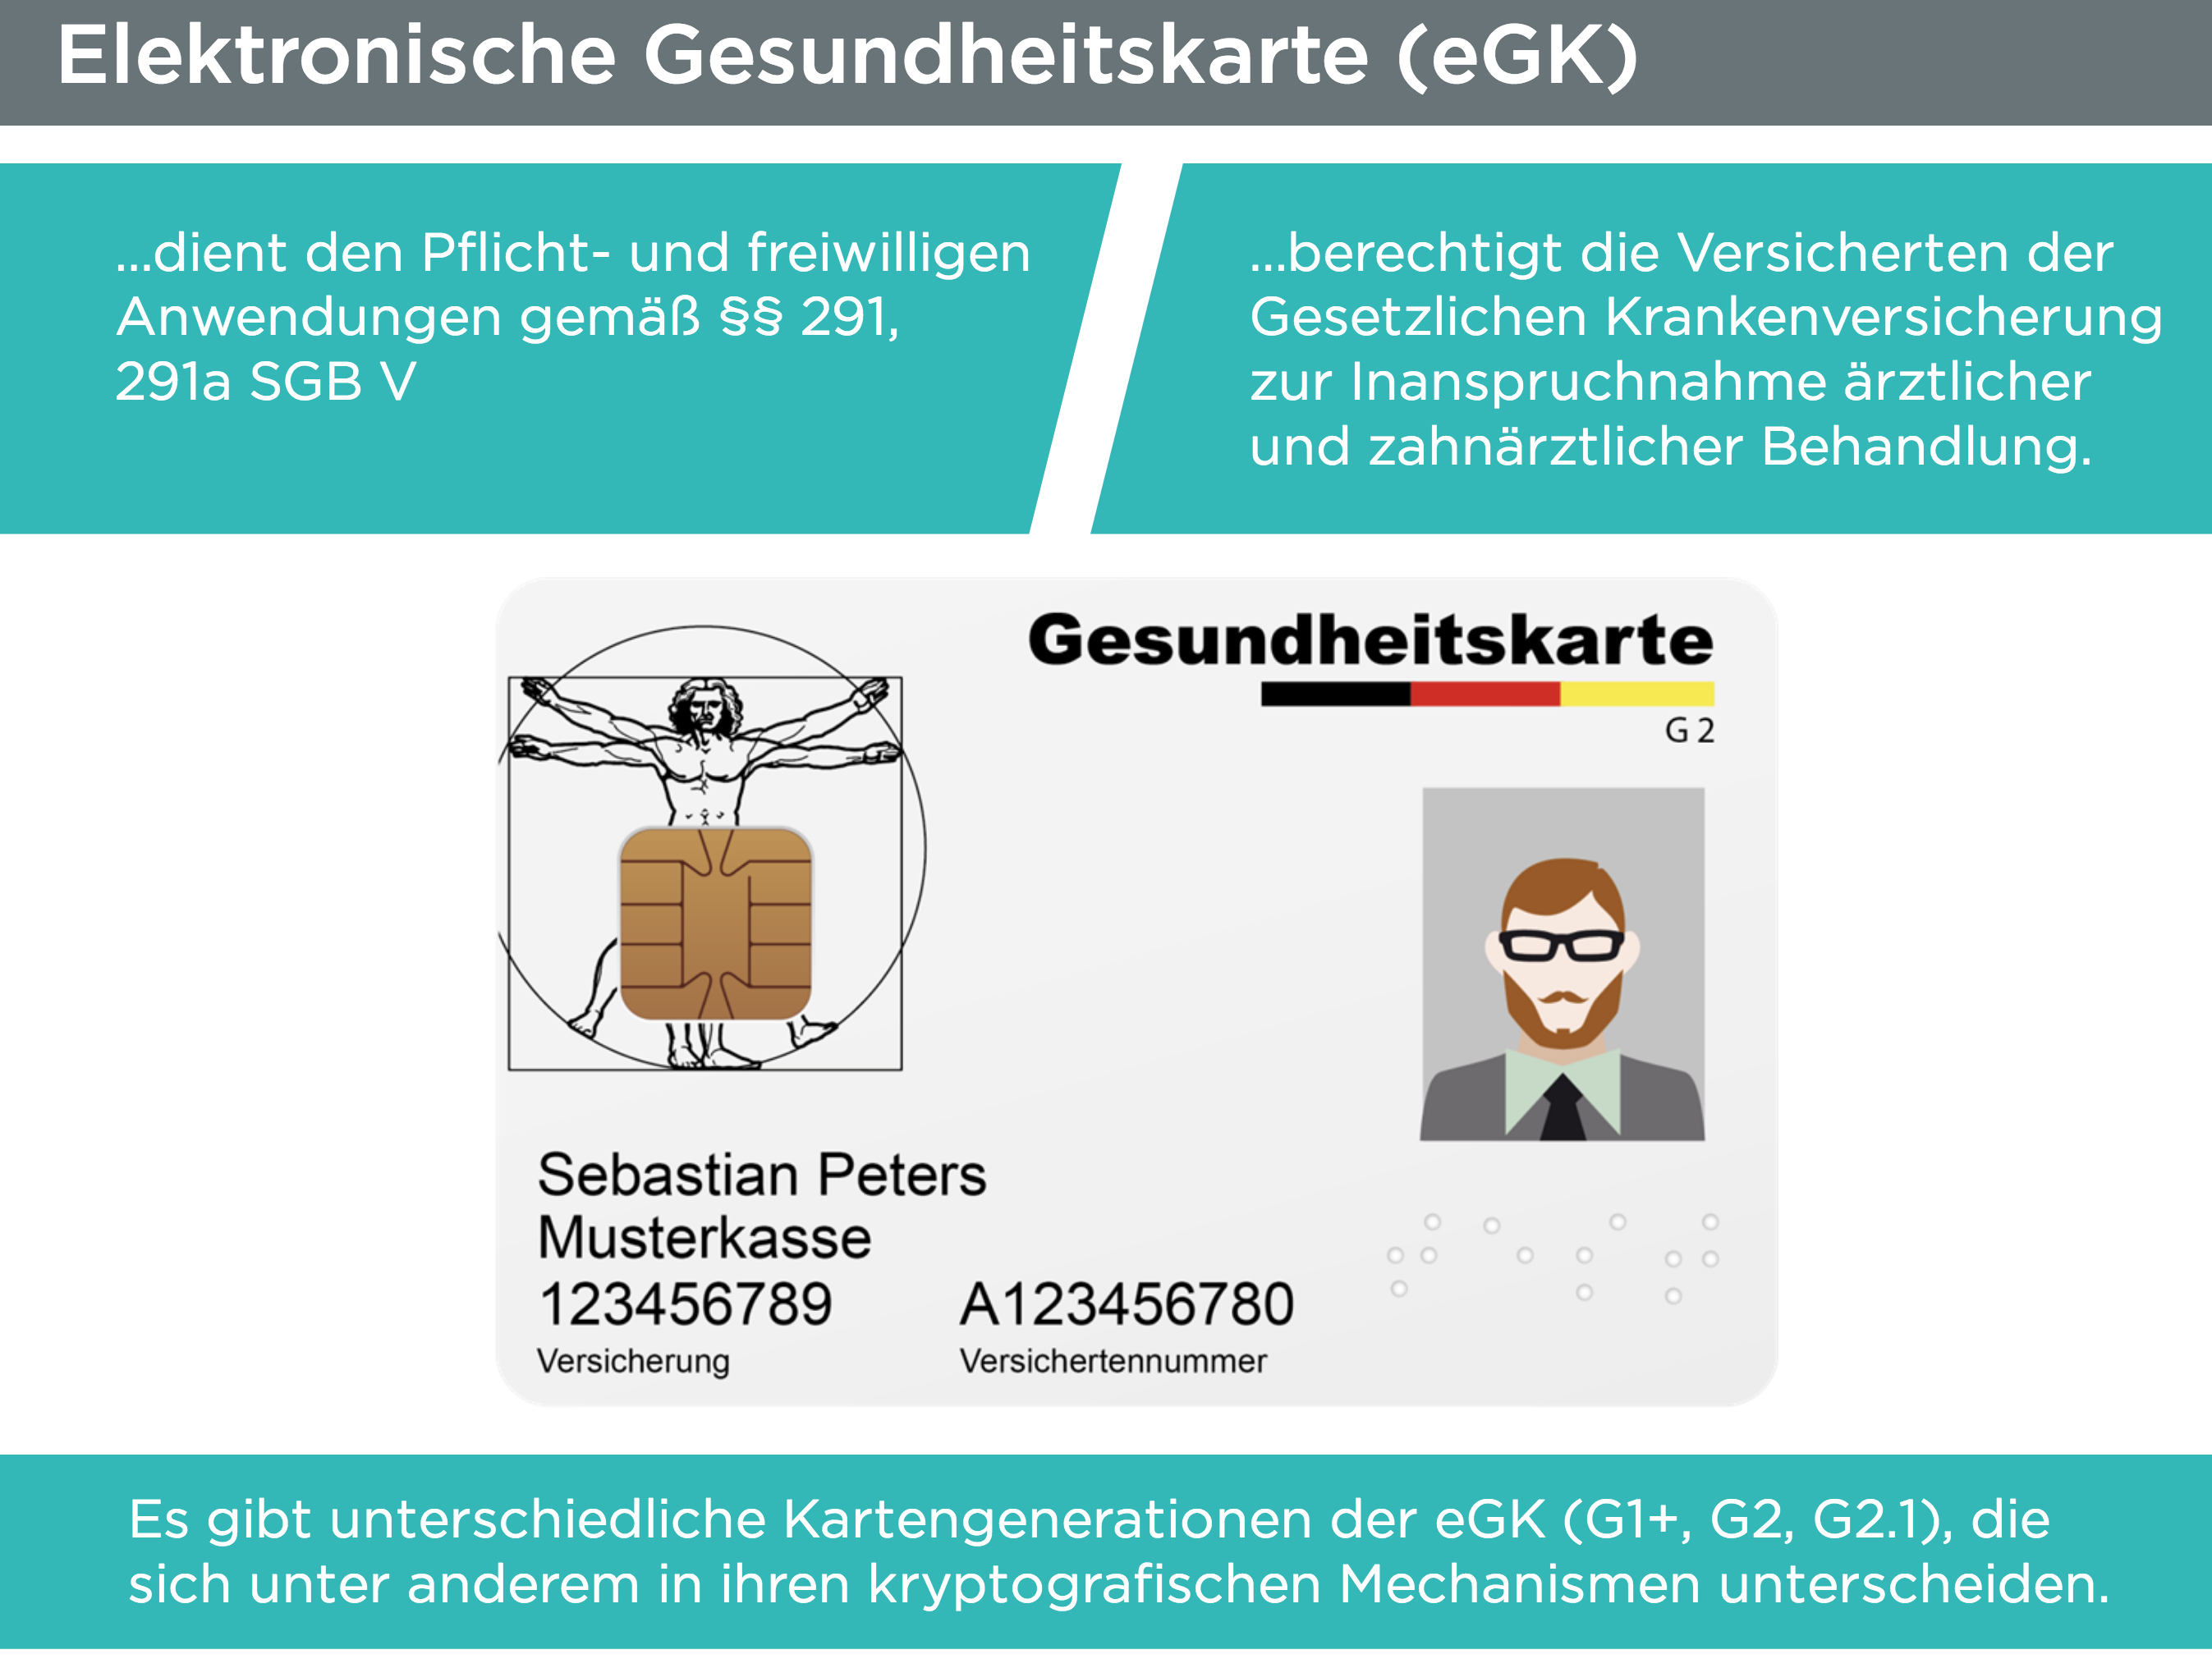 Elektronische Gesundheitskarte (eGK)
...dient den Pflicht- und freiwilligen
Anwendungen gemäß §§ 291,
291a SGB V
...berechtigt die Versicherten der
Gesetzlichen Krankenversicherung
zur Inanspruchnahme ärztlicher
und zahnärztlicher Behandlung.
Gesundheitskarte
G 2
Sebastian Peters
Musterkasse
123456789 A123456780
Versicherung Versichertennummer
Es gibt unterschiedliche Kartengenerationen der eGK (G1+, G2, G2.1), die
sich unter anderem in ihren kryptografischen Mechanismen unterscheiden.